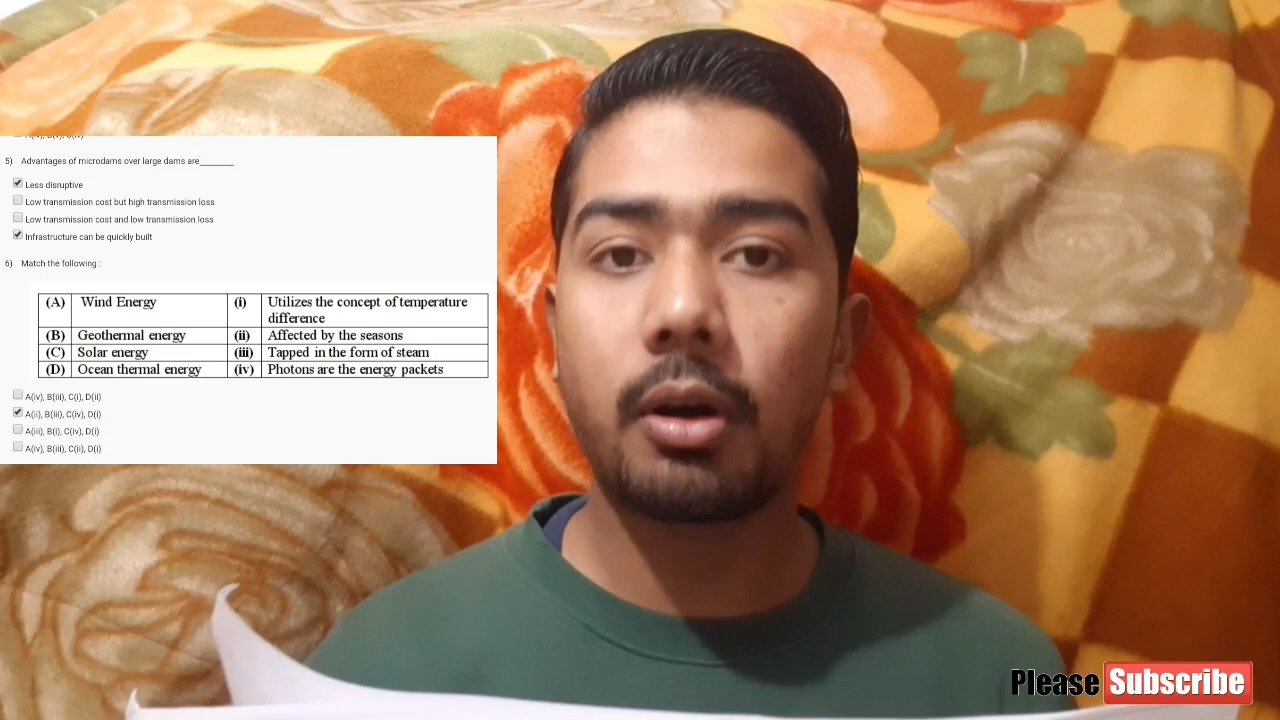 5) Advantages of microdams over large dams are________
Less disruptive
Low transmission cost but high transmission loss
Low transmission cost and low transmission loss
Infrastructure can be quickly built
6) Match the following :
(A) Wind Energy (i) Utilizes the concept of temperature
difference
(B) Geothermal energy (ii) Affected by the seasons
(C) Solar energy (iii) Tapped in the form of steam
(D) Ocean thermal energy (iv) Photons are the energy packets
A(iv), B(iii), C(i), D(ii)
A(ii), B(iii), C(iv), D(i)
A(iii), B(i), C(iv), D(i)
A(iv), B(iii), C(ii), D(i)
Please Subscribe